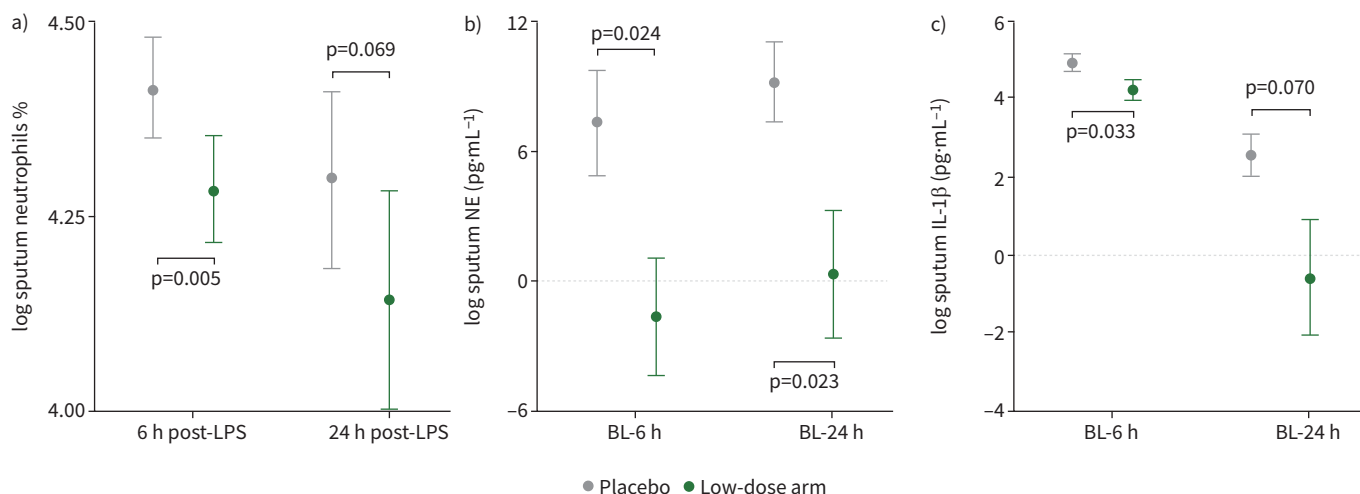 a)
log sputum neutrophils %
4.50
4.25
4.00
p=0.005
p=0.069
6 h post-LPS
24 h post-LPS
b)
log sputum NE (pg·mL⁻¹)
12
6
0
−6
p=0.024
p=0.023
BL-6 h
BL-24 h
c)
log sputum IL-1β (pg·mL⁻¹)
6
4
2
0
−2
−4
p=0.033
p=0.070
BL-6 h
BL-24 h
Placebo
Low-dose arm